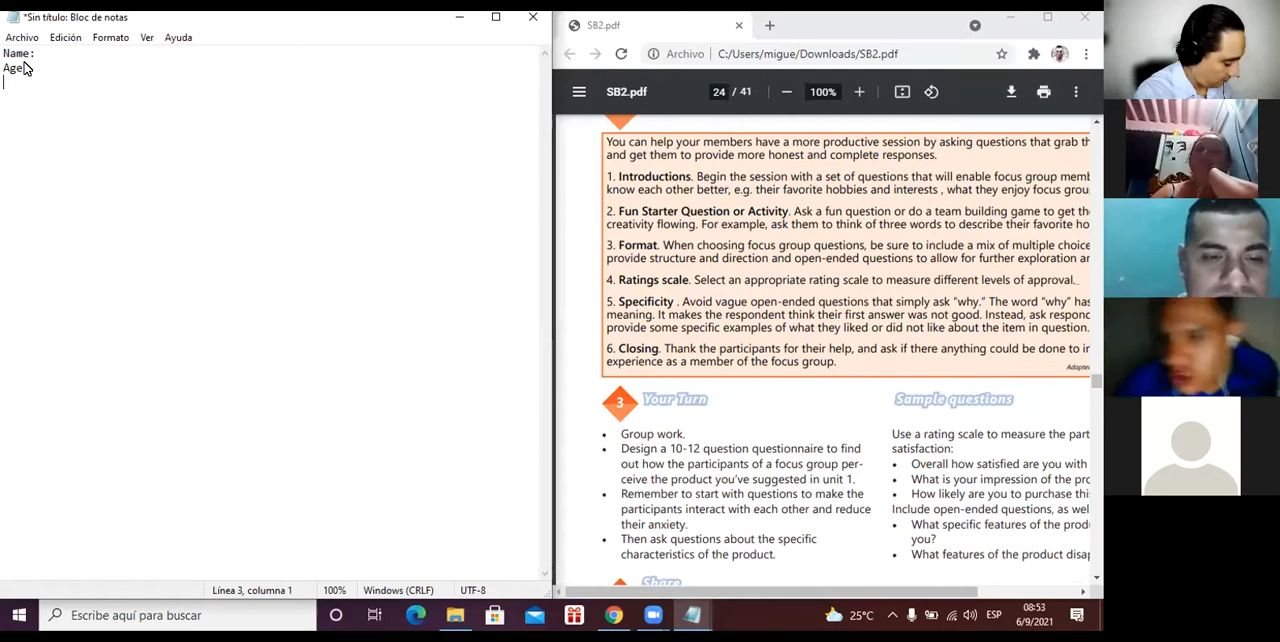 *Sin título: Bloc de notas
Archivo Edición Formato Ver Ayuda
Name:
Age
Línea 3, columna 1 100% Windows (CRLF) UTF-8
SB2.pdf
Archivo C:/Users/migue/Downloads/SB2.pdf
SB2.pdf 24 / 41 100%
You can help your members have a more productive session by asking questions that grab
and get them to provide more honest and complete responses.
1. Introductions. Begin the session with a set of questions that will enable focus group
know each other better, e.g. their favorite hobbies and interests , what they enjoy focus
2. Fun Starter Question or Activity. Ask a fun question or do a team building game to get
creativity flowing. For example, ask them to think of three words to describe their favorite
3. Format. When choosing focus group questions, be sure to include a mix of multiple choice
provide structure and direction and open-ended questions to allow for further exploration
4. Ratings scale. Select an appropriate rating scale to measure different levels of approval.
5. Specificity . Avoid vague open-ended questions that simply ask “why.” The word “why” has
meaning. It makes the respondent think their first answer was not good. Instead, ask
provide some specific examples of what they liked or did not like about the item in question.
6. Closing. Thank the participants for their help, and ask if there anything could be done to
experience as a member of the focus group.
3 Your Turn
• Group work.
• Design a 10-12 question questionnaire to find
out how the participants of a focus group per-
ceive the product you’ve suggested in unit 1.
• Remember to start with questions to make the
participants interact with each other and reduce
their anxiety.
• Then ask questions about the specific
characteristics of the product.
Sample questions
Use a rating scale to measure the
satisfaction:
• Overall how satisfied are you with
• What is your impression of the
• How likely are you to purchase
Include open-ended questions, as
• What specific features of the
you?
• What features of the product
Share
Escribe aquí para buscar
25°C ESP 08:53
6/9/2021